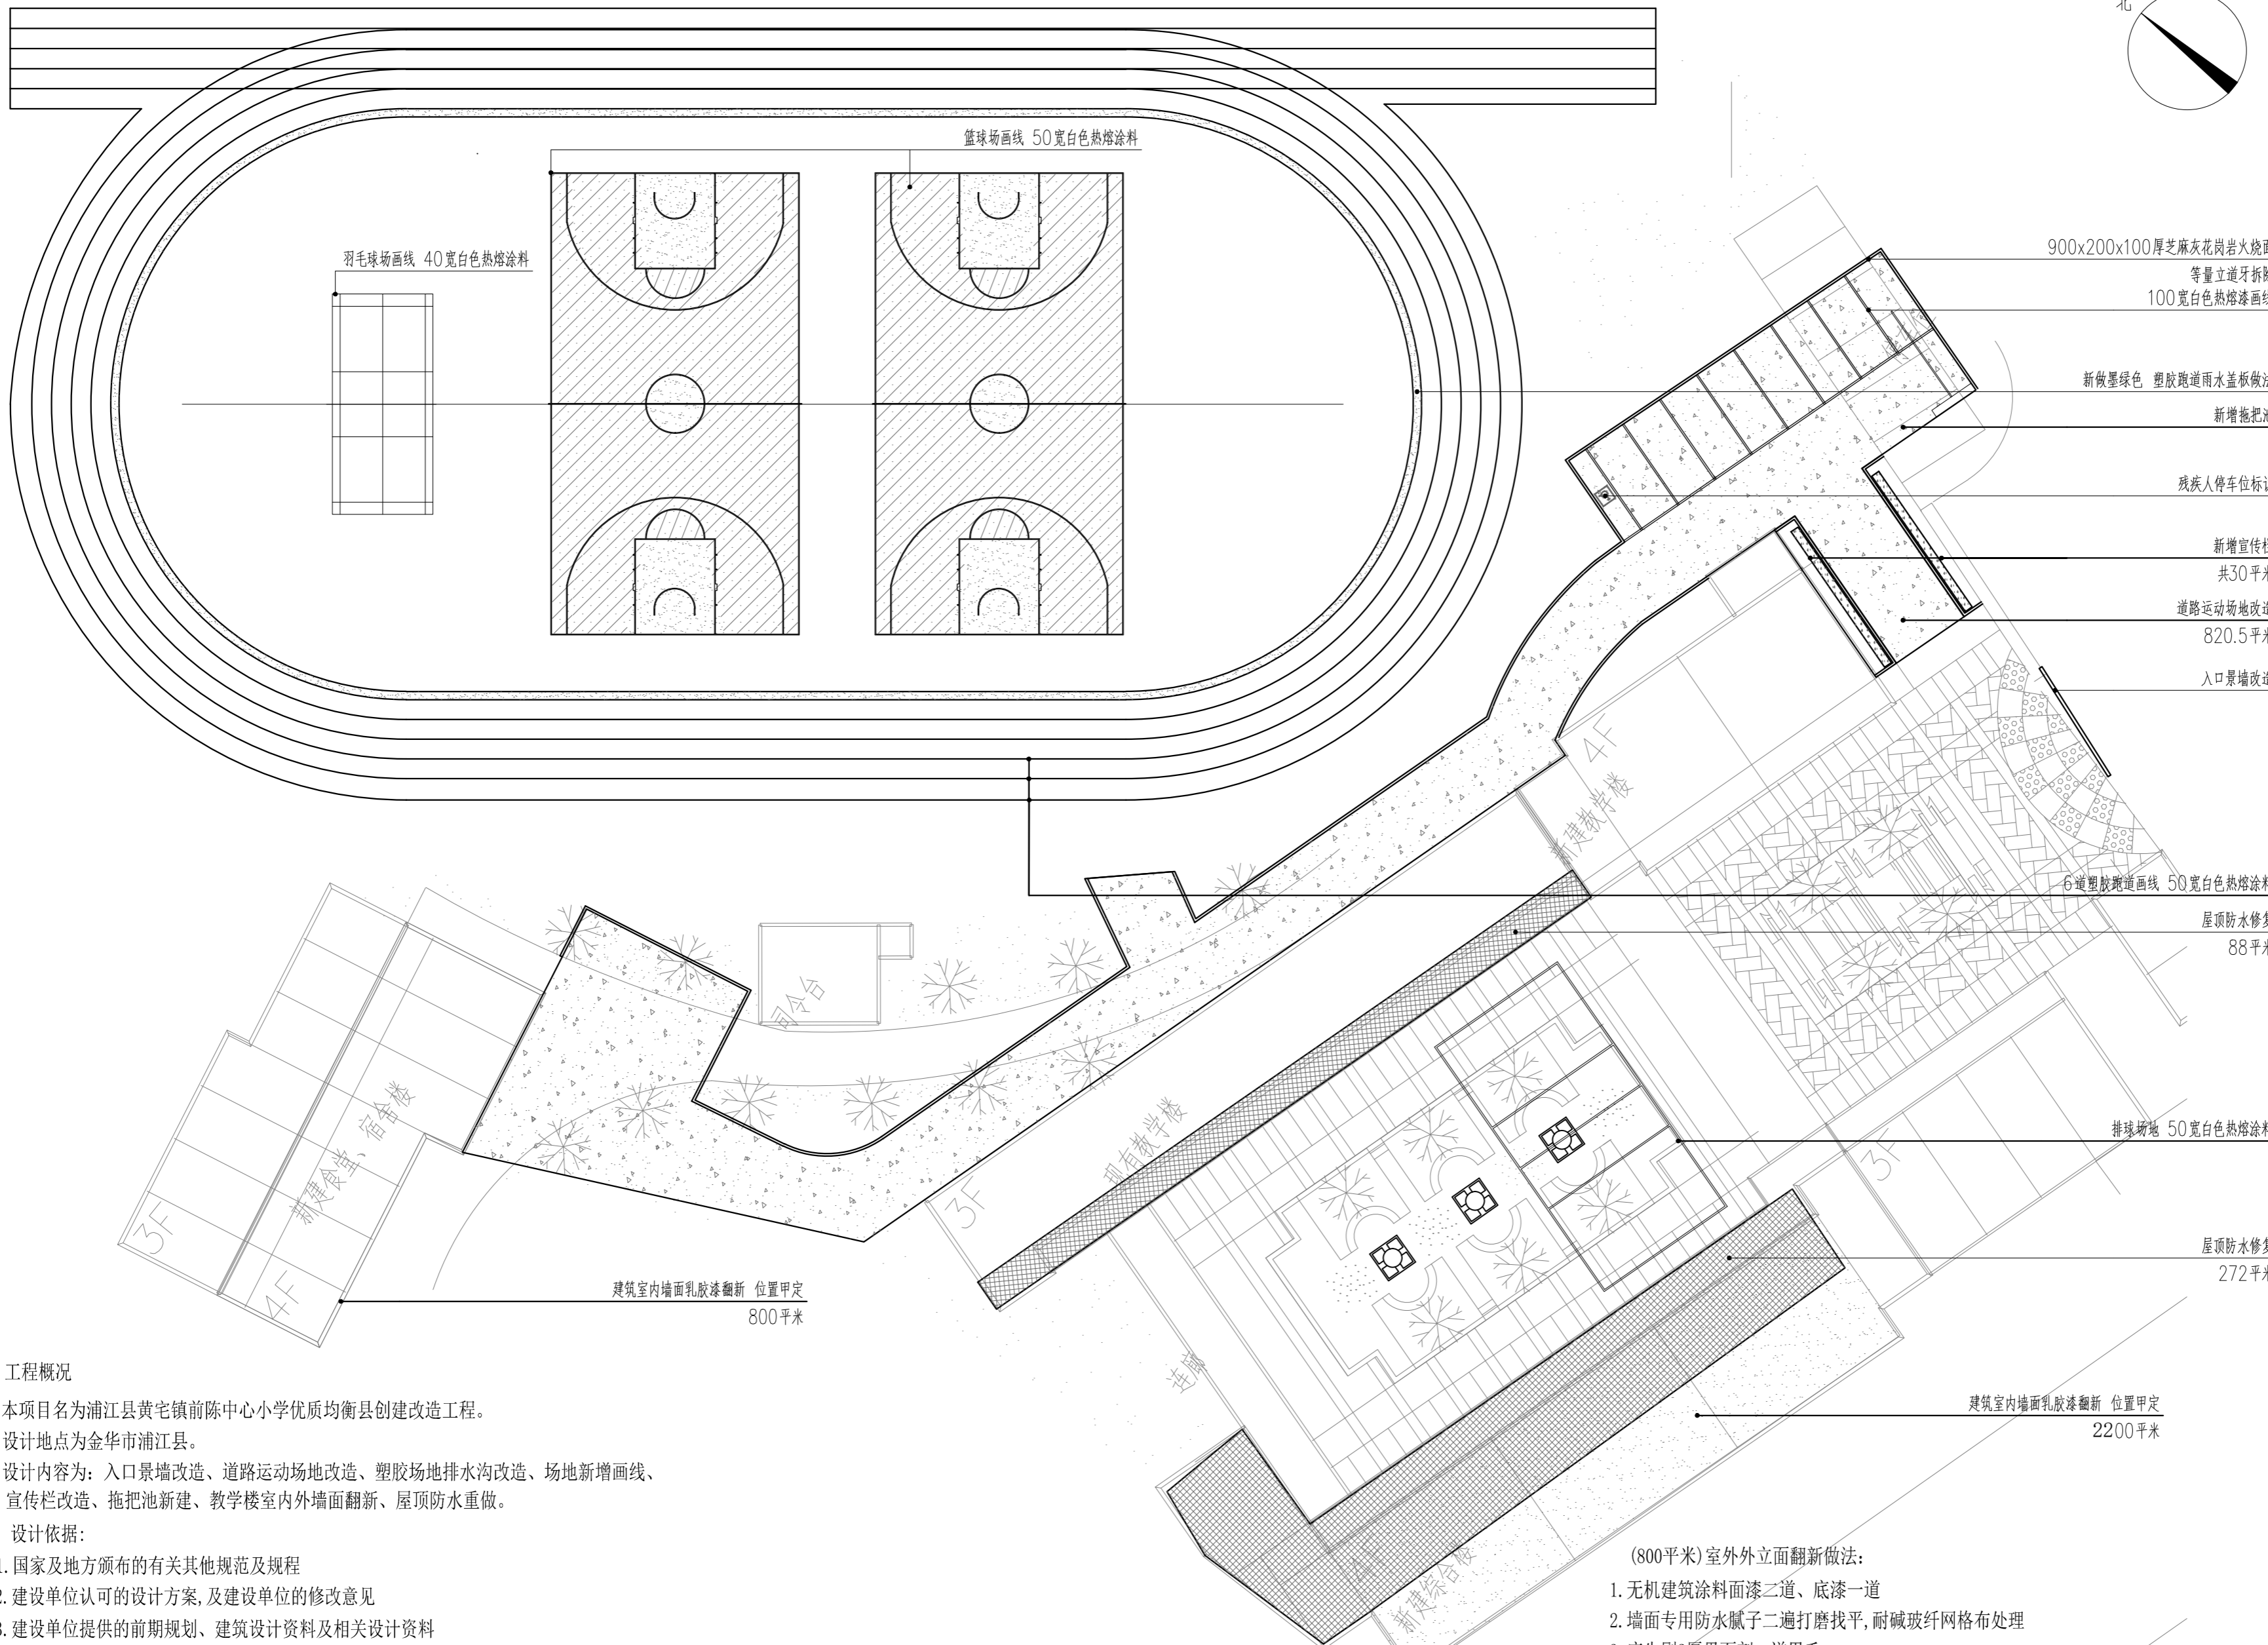 北
篮球场画线 50宽白色热熔涂料
羽毛球场画线 40宽白色热熔涂料
900x200x100厚芝麻灰花岗岩火烧面
等量立道牙拆除
100宽白色热熔漆画线
新做墨绿色 塑胶跑道雨水盖板做法
新增拖把池
残疾人停车位标识
新增宣传栏
共30平米
道路运动场地改造
820.5平米
入口景墙改造
4F
新建教学楼
6道塑胶跑道画线 50宽白色热熔涂料
屋顶防水修复
88平米
司令台
新建食堂、宿舍楼
3F
4F
现有教学楼
3F
排球场地 50宽白色热熔涂料
3F
屋顶防水修复
272平米
建筑室内墙面乳胶漆翻新 位置甲定
800平米
连廊
建筑室内墙面乳胶漆翻新 位置甲定
2200平米
4F
新建综合楼
工程概况
本项目名为浦江县黄宅镇前陈中心小学优质均衡县创建改造工程。
设计地点为金华市浦江县。
设计内容为：入口景墙改造、道路运动场地改造、塑胶场地排水沟改造、场地新增画线、
宣传栏改造、拖把池新建、教学楼室内外墙面翻新、屋顶防水重做。
设计依据：
1.国家及地方颁布的有关其他规范及规程
2.建设单位认可的设计方案,及建设单位的修改意见
3.建设单位提供的前期规划、建筑设计资料及相关设计资料
(800平米)室外外立面翻新做法：
1.无机建筑涂料面漆二道、底漆一道
2.墙面专用防水腻子二遍打磨找平,耐碱玻纤网格布处理